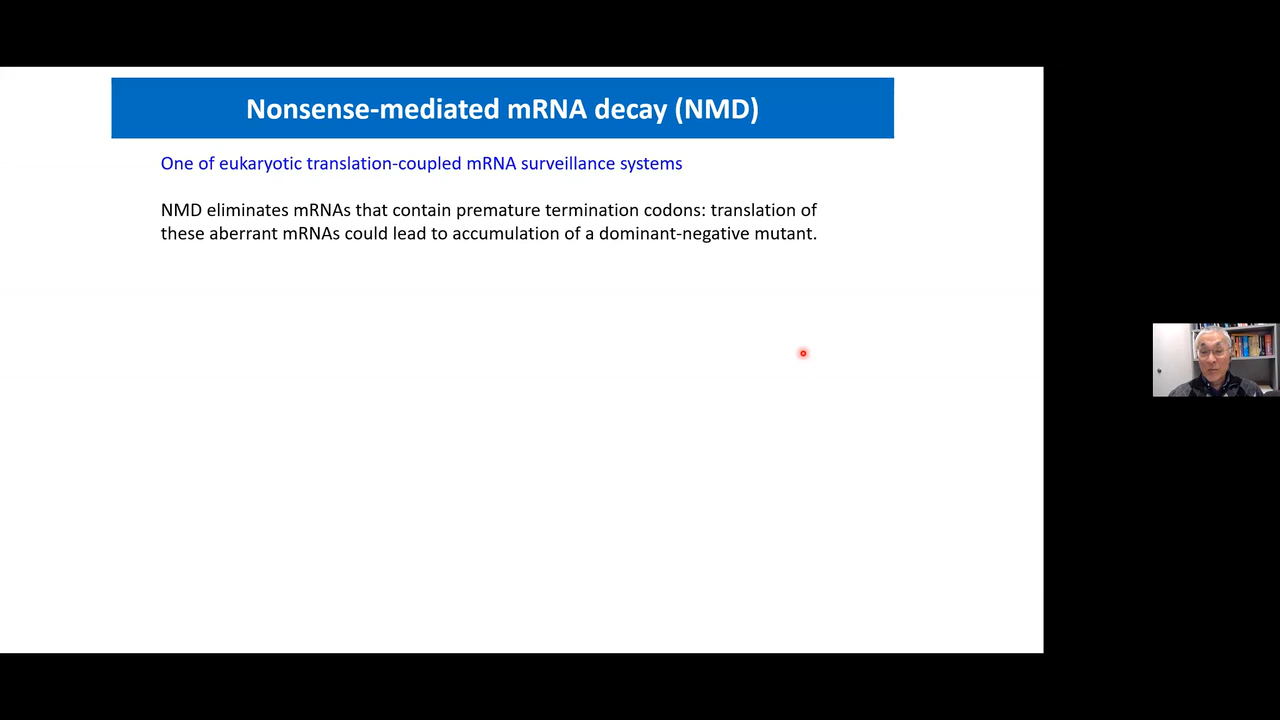 Nonsense-mediated mRNA decay (NMD)
One of eukaryotic translation-coupled mRNA surveillance systems
NMD eliminates mRNAs that contain premature termination codons: translation of
these aberrant mRNAs could lead to accumulation of a dominant-negative mutant.